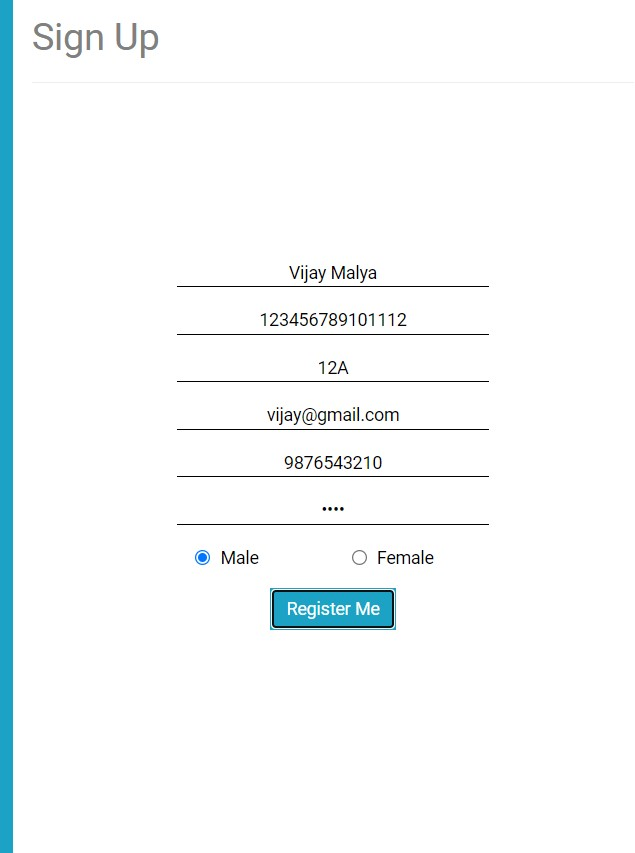 Sign Up
Vijay Malya
123456789101112
12A
vijay@gmail.com
9876543210
••••
Male Female
Register Me